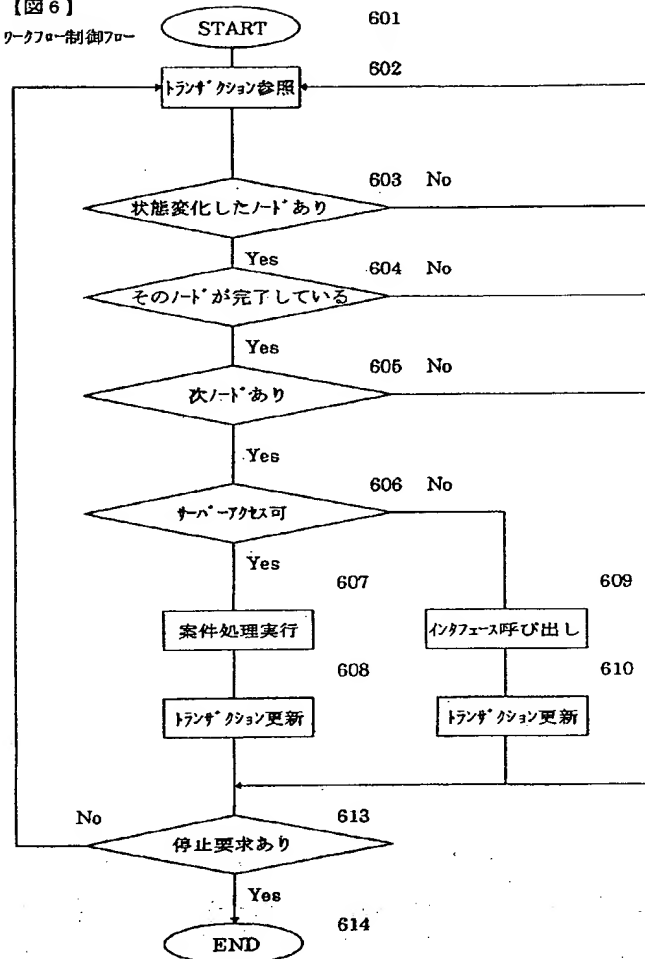 【図6】
ワークフロー制御フロー
START
601
602
トランザクション参照
603 No
状態変化したノードあり
Yes
604 No
そのノードが完了している
Yes
605 No
次ノードあり
Yes
606 No
サーバーアクセス可
Yes
607
609
案件処理実行
インタフェース呼び出し
608
610
トランザクション更新
トランザクション更新
No
613
停止要求あり
Yes
614
END